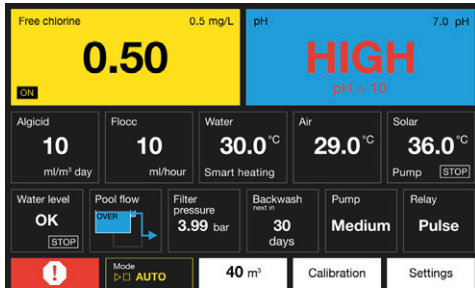 Free chlorine 0.5 mg/L
0.50
ON
pH 7.0 pH
HIGH
pH > 10
Algicid
10
ml/m³ day
Flocc
10
ml/hour
Water
30.0 °C
Smart heating
Air
29.0 °C
Solar
36.0 °C
Pump STOP
Water level
OK
STOP
Pool flow
OVER
Filter
pressure
3.99 bar
Backwash
next in
30
days
Pump
Medium
Relay
Pulse
!
Mode
AUTO
40 m³
Calibration
Settings